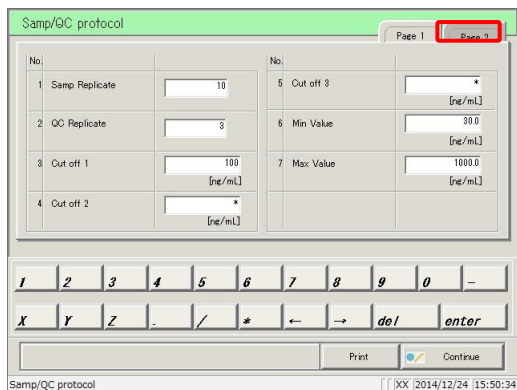 Samp/QC protocol
Page 1
Page 2
No.
1 Samp Replicate 10
2 QC Replicate 3
3 Cut off 1 100
[ng/mL]
4 Cut off 2 *
[ng/mL]
No.
5 Cut off 3 *
[ng/mL]
6 Min Value 30.0
[ng/mL]
7 Max Value 1000.0
[ng/mL]
1 2 3 4 5 6 7 8 9 0 −
X Y Z . / * ← → del enter
Print Continue
Samp/QC protocol XX 2014/12/24 15:50:34